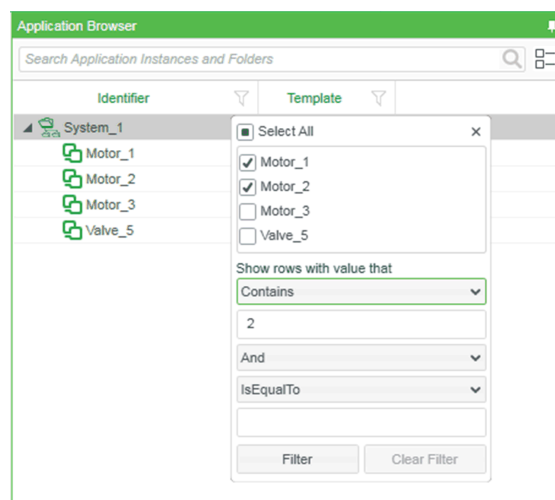 Application Browser
Search Application Instances and Folders
Identifier Template
System_1
Motor_1
Motor_2
Motor_3
Valve_5
Select All
Motor_1
Motor_2
Motor_3
Valve_5
Show rows with value that
Contains
2
And
IsEqualTo
Filter Clear Filter